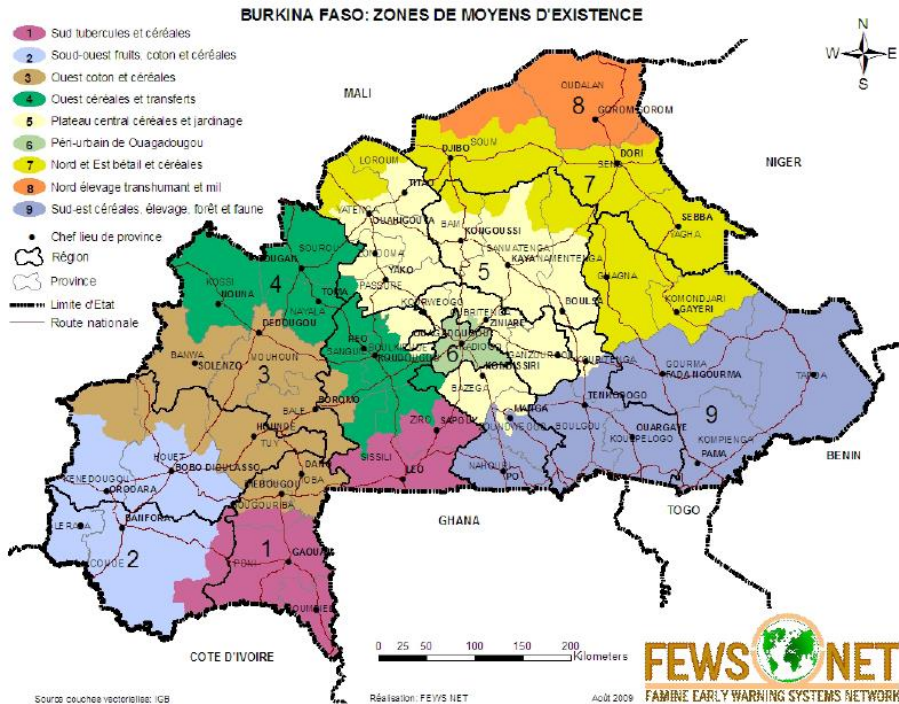 BURKINA FASO: ZONES DE MOYENS D'EXISTENCE
1 Sud tubercules et céréales
2 Soud-ouest fruits, coton et céréales
3 Ouest coton et céréales
4 Ouest céréales et transferts
5 Plateau central céréales et jardinage
6 Péri-urbain de Ouagadougou
7 Nord et Est bétail et céréales
8 Nord élevage transhumant et mil
9 Sud-est céréales, élevage, forêt et faune
Chef lieu de province
Région
Province
Limite d'Etat
Route nationale
N
W E
S
MALI
NIGER
BENIN
TOGO
GHANA
COTE D'IVOIRE
OUDALAN
8
GOROM GOROM
SOUM
DJIBO
DORI
SENO
7
LOROUM
TITAO
YATENGA
OUAHIGOUYA
SEBBA
YAGHA
BAM
KONGOUSSI
SANMATENGA
KAYA
NAMENTENGA
5
GNAGNA
KOMONDJARI
GAYERI
SOUROU
TOUGAN
4
KOSSI
NOUNA
TOMA
NAYALA
YAKO
PASSORE
BOULSA
KOURWEOGO
ZINIARE
DEDOUGOU
REO
SANGUIE
KOUDOUGOU
KADIOGO
6
GANZOURGOU
KOURITENGA
BANWA
SOLENZO
MOUHOUN
3
KOMBISSIRI
BAZEGA
GOURMA
FADA NGOURMA
TAPOA
BALE
BOROMO
ZIRO
SAPOUI
MANGA
TENKODOGO
BOULGOU
9
HOUNDE
TUY
OUARGAYE
KOULPELOGO
KOMPIENGA
PAMA
SISSILI
LEO
NAHOURI
PO
HOUET
BOBO DIOULASSO
KENEDOUGOU
ORODARA
DANO
IOBA
DIEBOUGOU
BOUGOURIBA
LERABA
BANFORA
COMOE
2
1
PONI
GAOUA
0 25 50 100 150 200
Kilometers
FEWS NET
FAMINE EARLY WARNING SYSTEMS NETWORK
Source couches vectorielles: IGB
Réalisation: FEWS NET
Août 2009